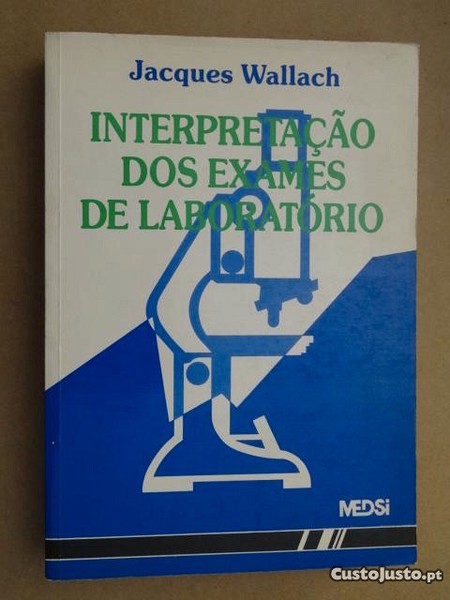 Jacques Wallach
INTERPRETAÇÃO
DOS EXAMES
DE LABORATÓRIO
MEDSi
CustoJusto.pt